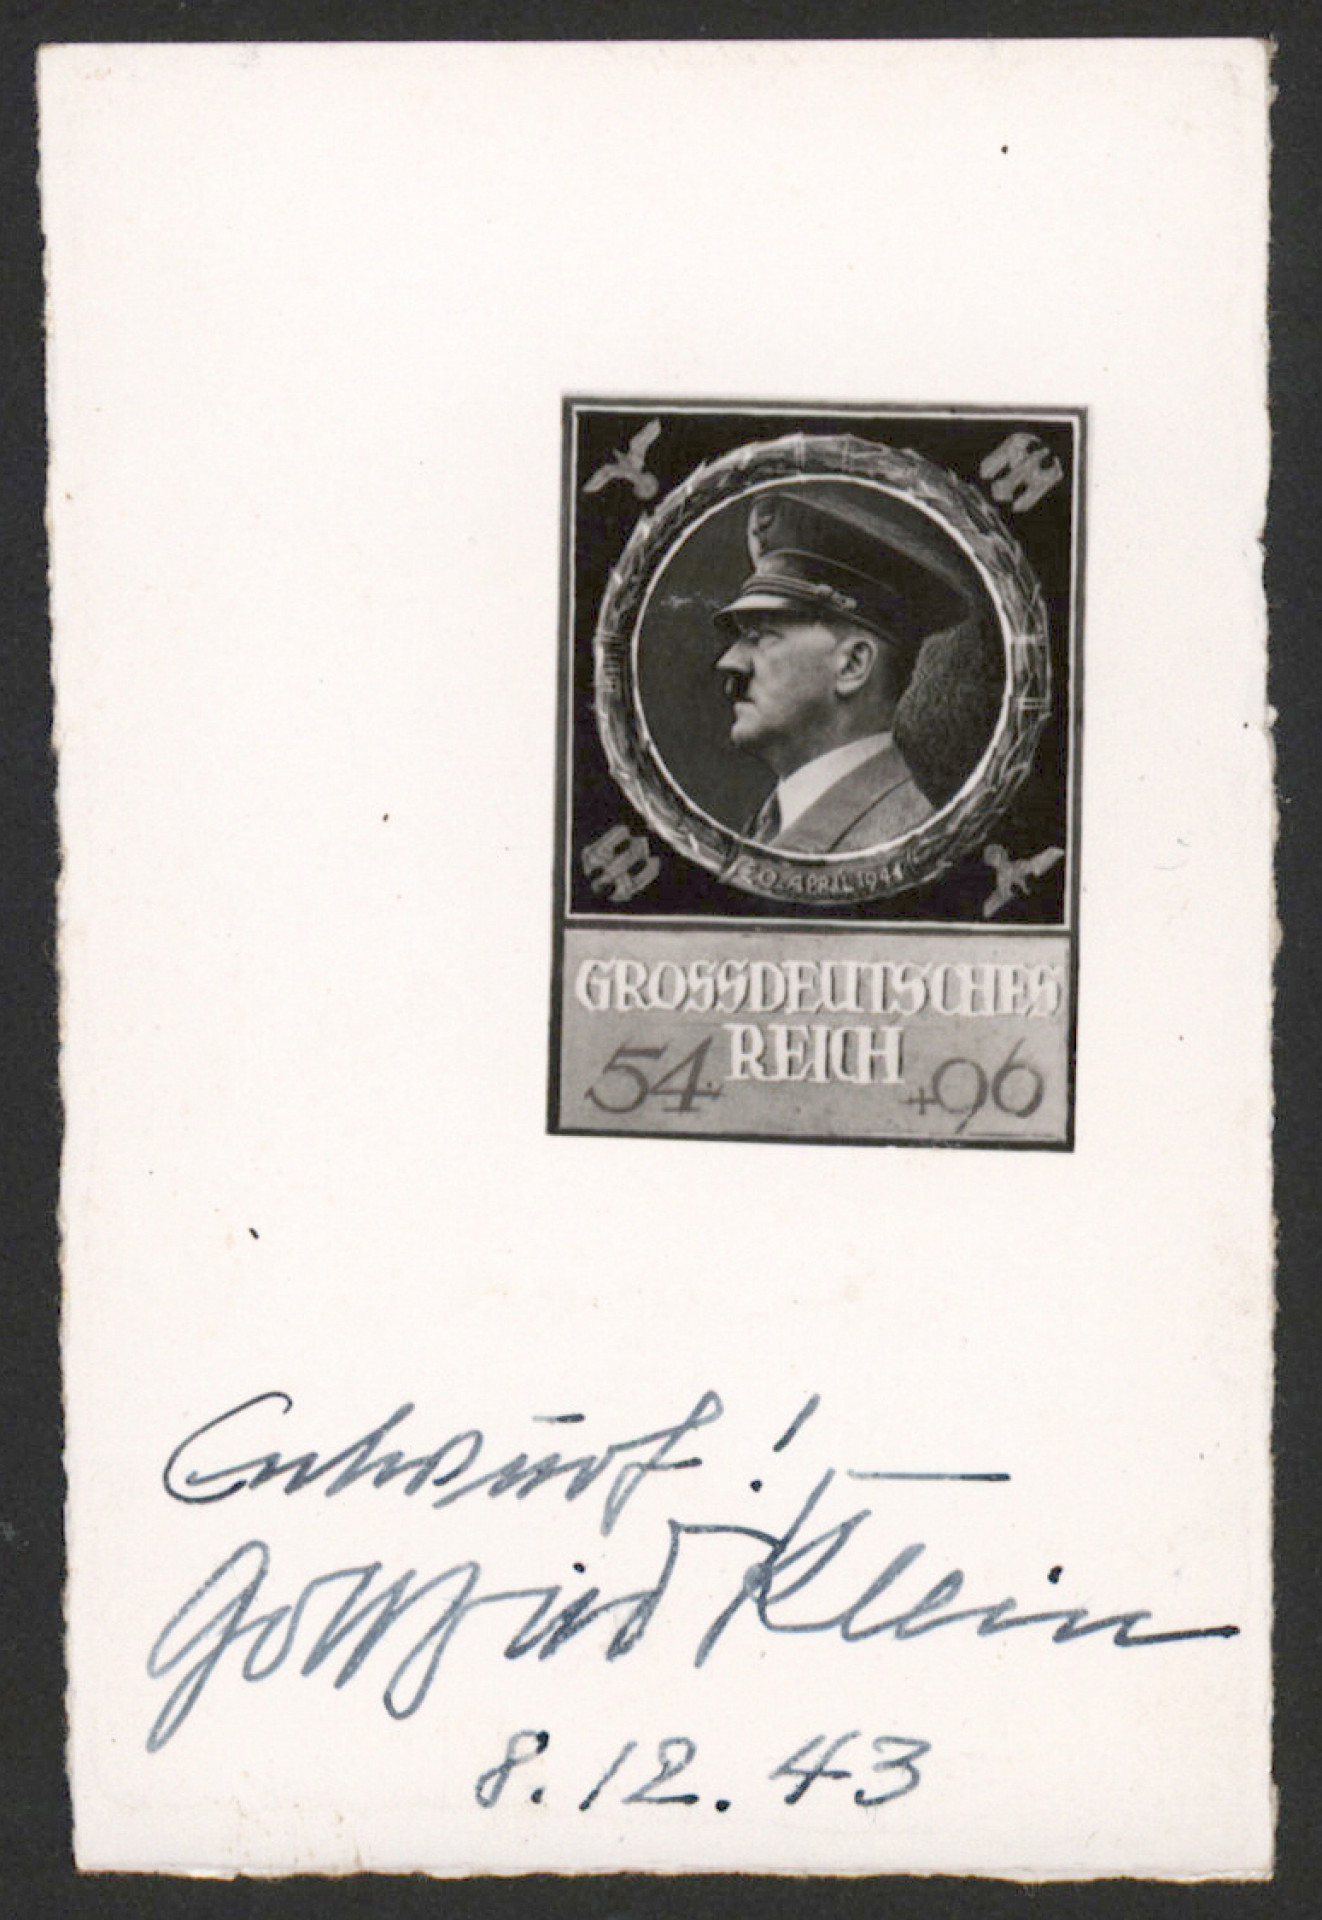 20. APRIL 1944
GROSSDEUTSCHES
REICH
54 + 96
Entwurf!
Gottfried Klein
8.12.43